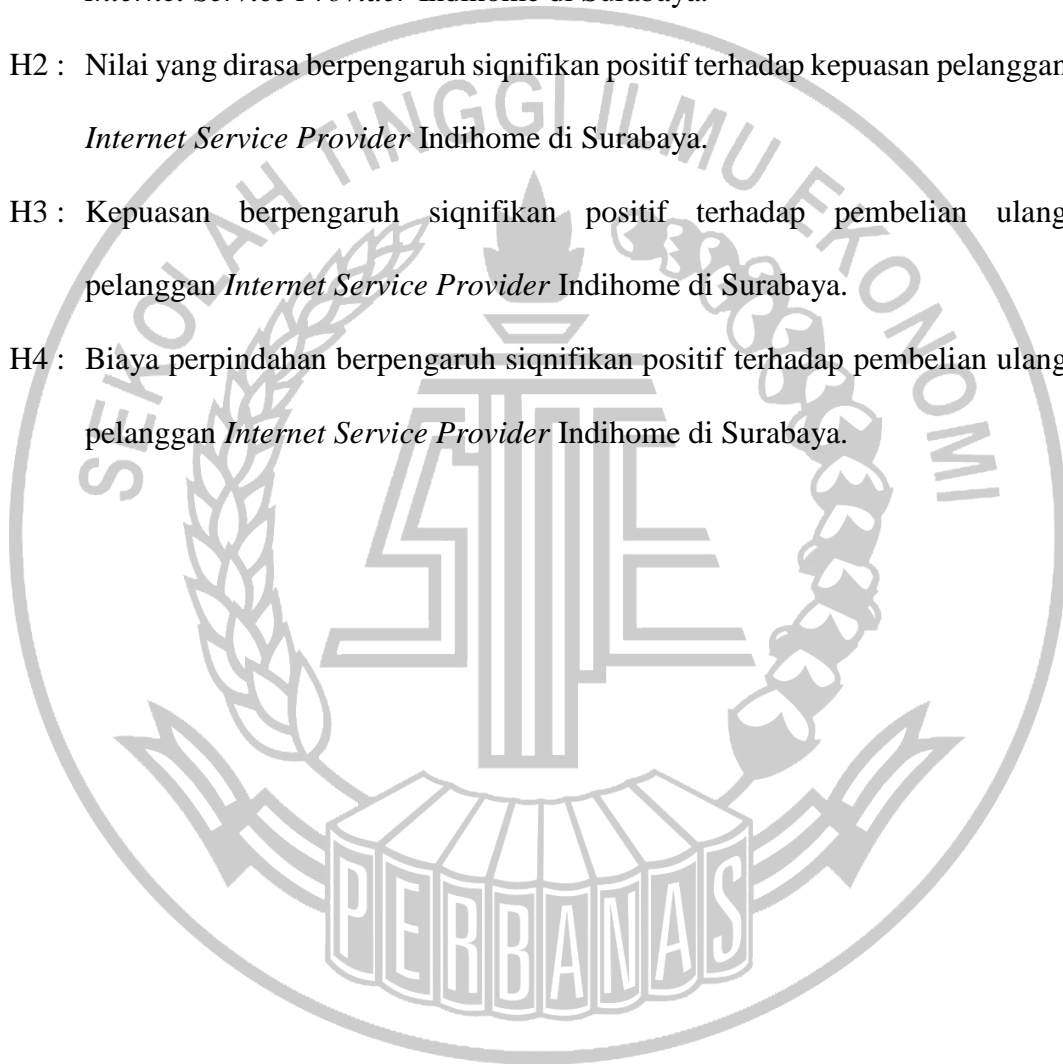 Internet Service Provider Indihome di Surabaya.
H2 : Nilai yang dirasa berpengaruh siqnifikan positif terhadap kepuasan pelanggan
Internet Service Provider Indihome di Surabaya.
H3 : Kepuasan berpengaruh siqnifikan positif terhadap pembelian ulang
pelanggan Internet Service Provider Indihome di Surabaya.
H4 : Biaya perpindahan berpengaruh siqnifikan positif terhadap pembelian ulang
pelanggan Internet Service Provider Indihome di Surabaya.
SEKOLAH TINGGI ILMU EKONOMI
STIE
PERBANAS